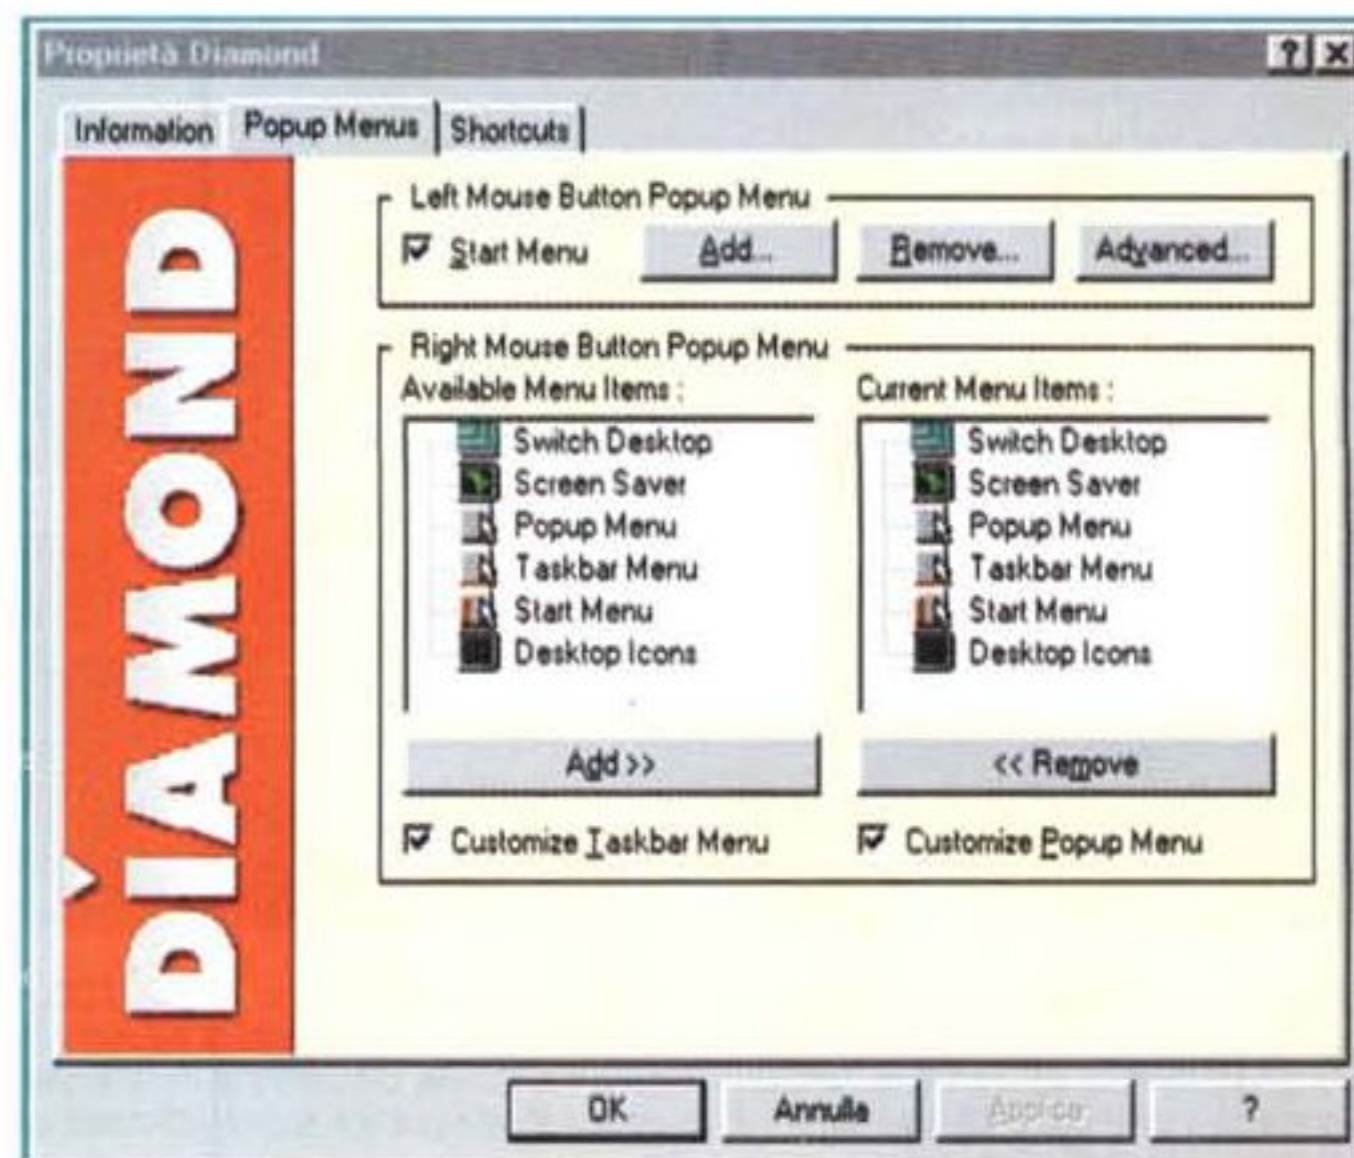 Proprietà Diamond
Information Popup Menus Shortcuts
DIAMOND
Left Mouse Button Popup Menu
Start Menu Add... Remove... Advanced...
Right Mouse Button Popup Menu
Available Menu Items : Current Menu Items :
Switch Desktop Switch Desktop
Screen Saver Screen Saver
Popup Menu Popup Menu
Taskbar Menu Taskbar Menu
Start Menu Start Menu
Desktop Icons Desktop Icons
Add >> << Remove
Customize Taskbar Menu Customize Popup Menu
OK Annulla Applica ?